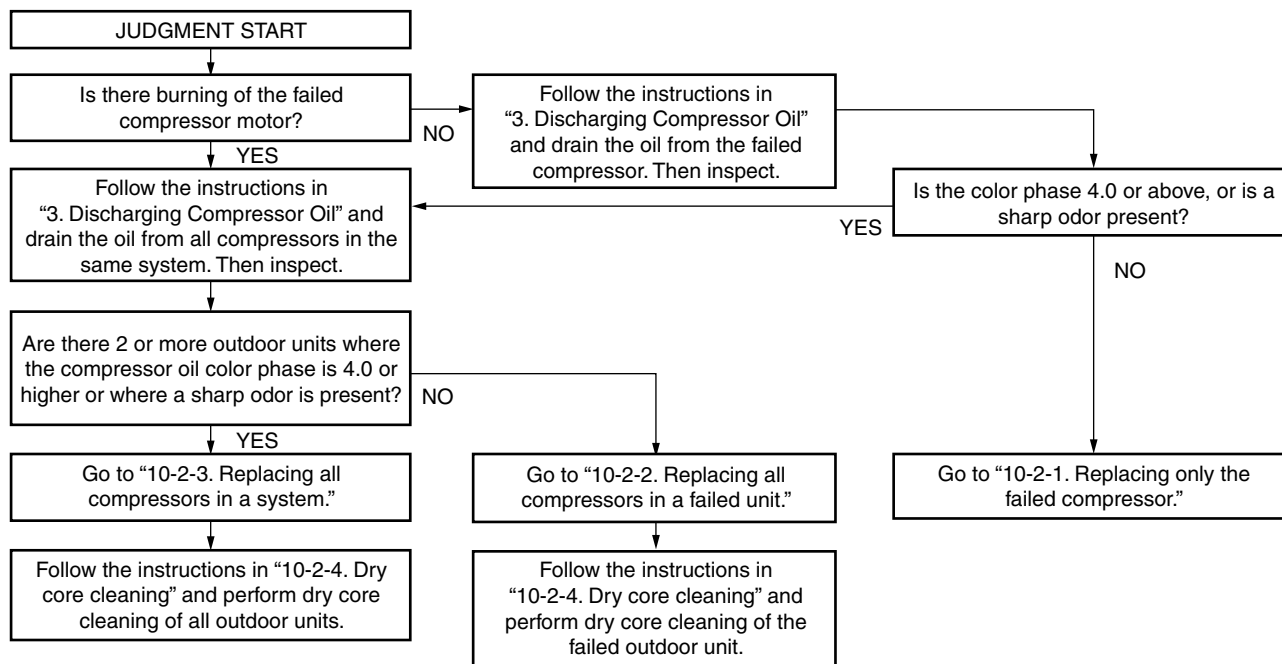 JUDGMENT START
Is there burning of the failed
compressor motor?
NO
YES
Follow the instructions in
“3. Discharging Compressor Oil”
and drain the oil from the failed
compressor. Then inspect.
Is the color phase 4.0 or above, or is a
sharp odor present?
YES
NO
Follow the instructions in
“3. Discharging Compressor Oil” and
drain the oil from all compressors in the
same system. Then inspect.
Are there 2 or more outdoor units where
the compressor oil color phase is 4.0 or
higher or where a sharp odor is present?
NO
YES
Go to “10-2-3. Replacing all
compressors in a system.”
Go to “10-2-2. Replacing all
compressors in a failed unit.”
Go to “10-2-1. Replacing only the
failed compressor.”
Follow the instructions in “10-2-4. Dry
core cleaning” and perform dry core
cleaning of all outdoor units.
Follow the instructions in
“10-2-4. Dry core cleaning” and
perform dry core cleaning of the
failed outdoor unit.